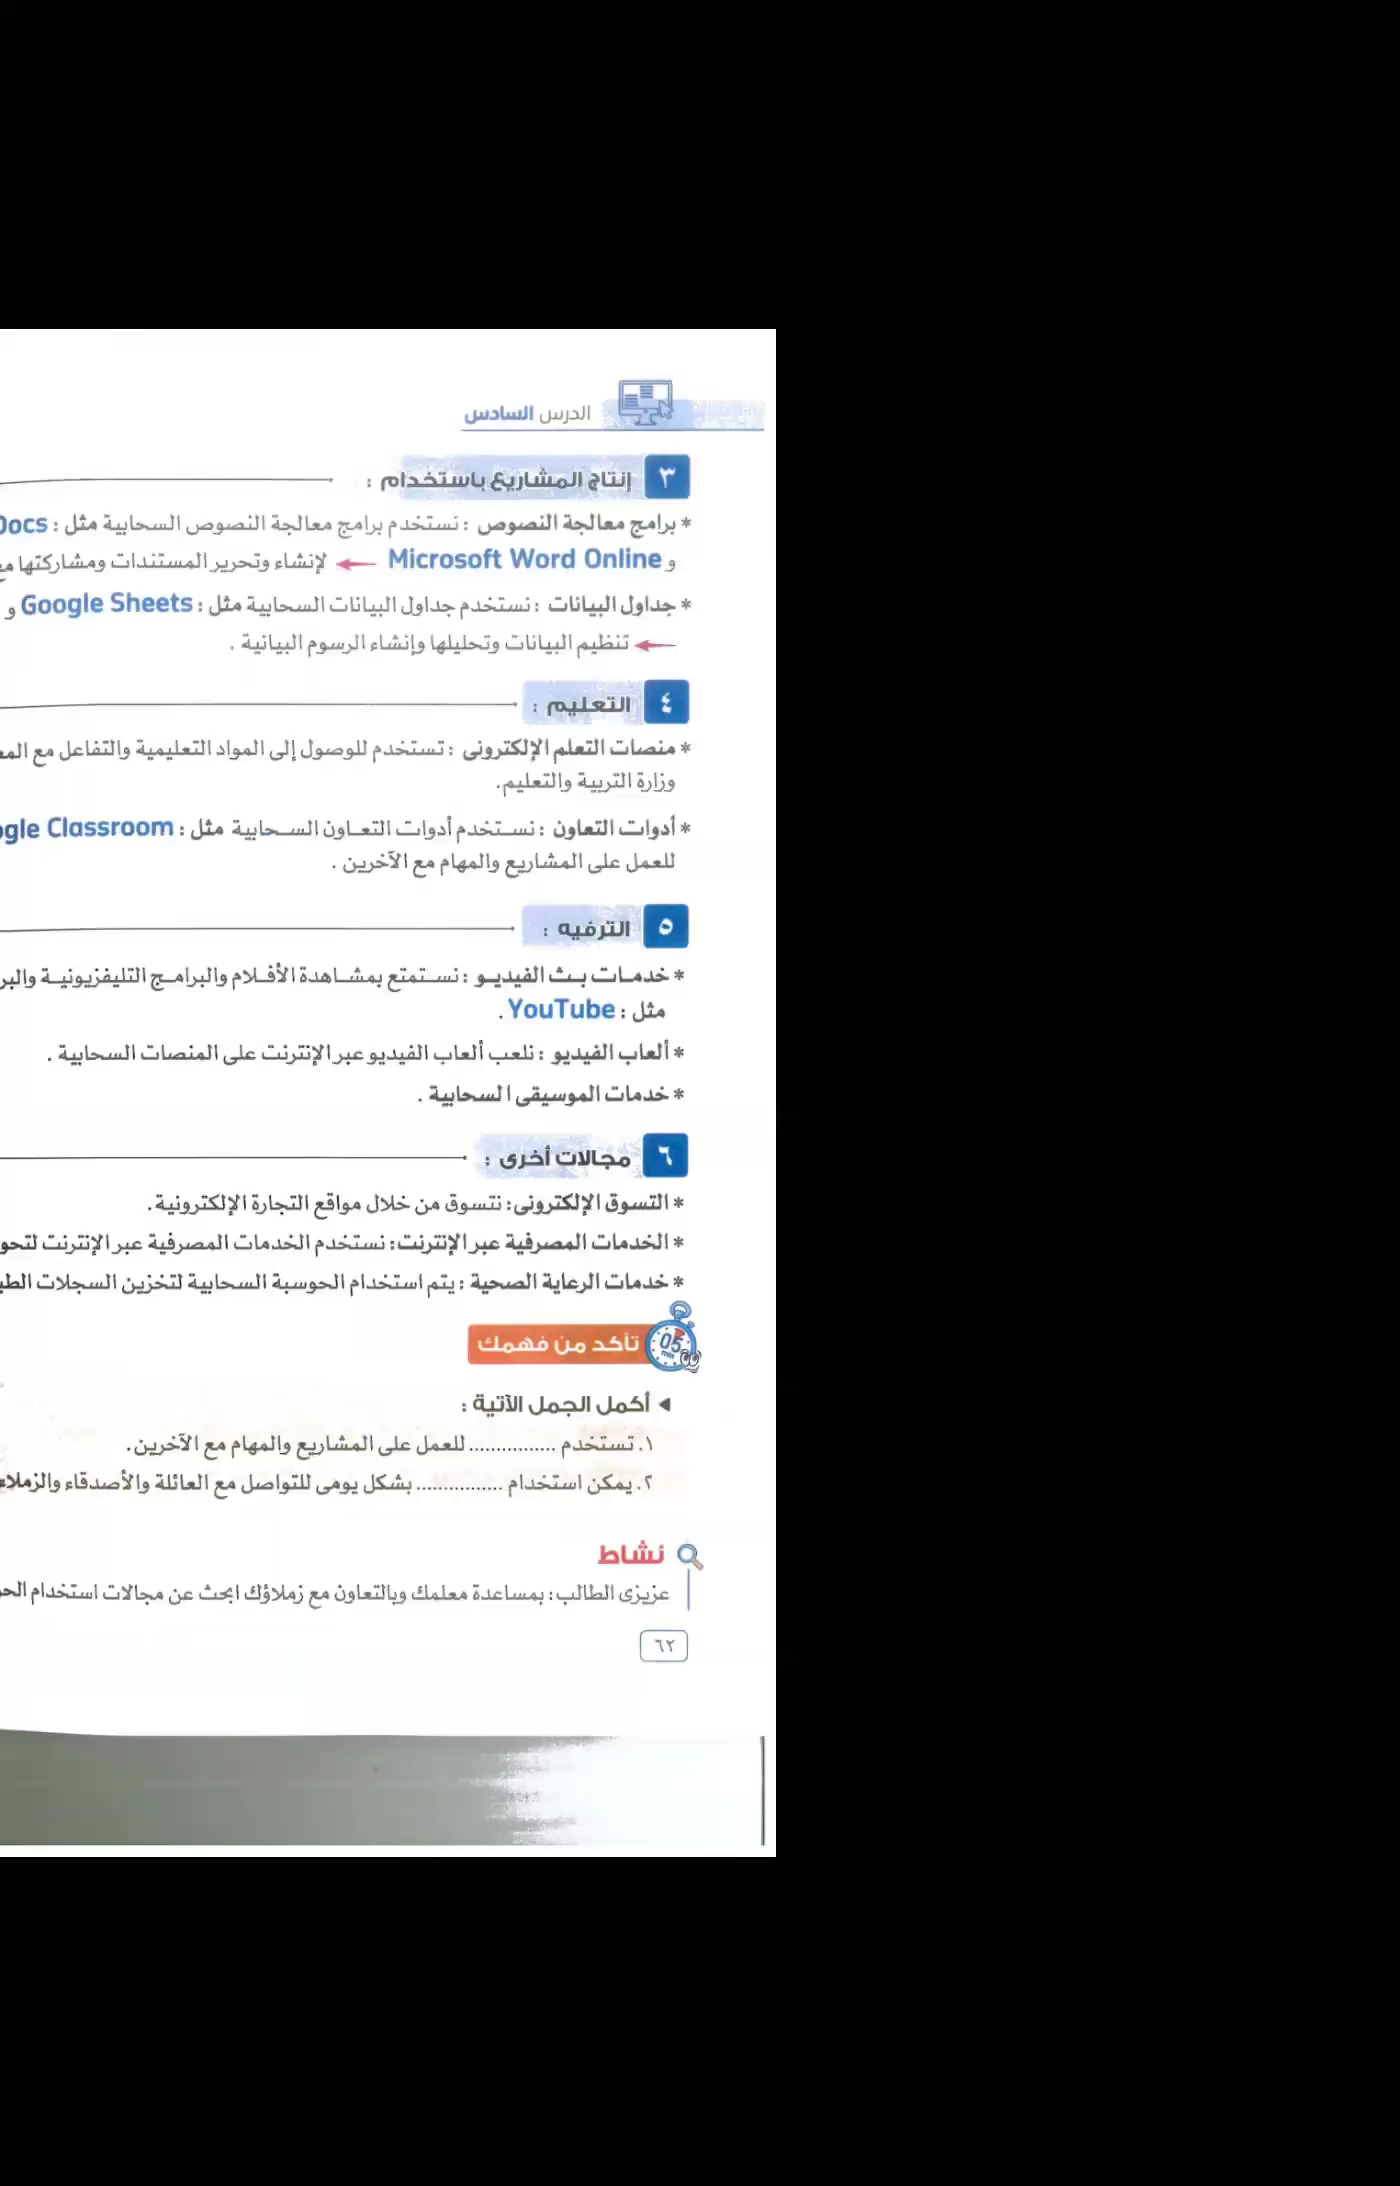 الدرس السادس
٣ إنتاج المشاريع باستخدام :
* برامج معالجة النصوص : نستخدم برامج معالجة النصوص السحابية مثل : Docs
و Microsoft Word Online لإنشاء وتحرير المستندات ومشاركتها مع
* جداول البيانات : نستخدم جداول البيانات السحابية مثل : Google Sheets و
تنظيم البيانات وتحليلها وإنشاء الرسوم البيانية .
٤ التعليم :
* منصات التعلم الإلكترونى : تستخدم للوصول إلى المواد التعليمية والتفاعل مع
وزارة التربية والتعليم.
* أدوات التعاون : نستخدم أدوات التعاون السحابية مثل : Classroom
للعمل على المشاريع والمهام مع الآخرين .
٥ الترفيه :
* خدمات بث الفيديو : نستمتع بمشاهدة الأفلام والبرامج التليفزيونية
مثل : YouTube .
* ألعاب الفيديو : نلعب ألعاب الفيديو عبر الإنترنت على المنصات السحابية .
* خدمات الموسيقى السحابية .
٦ مجالات أخرى :
* التسوق الإلكترونى : نتسوق من خلال مواقع التجارة الإلكترونية .
* الخدمات المصرفية عبر الإنترنت : نستخدم الخدمات المصرفية عبر الإنترنت
* خدمات الرعاية الصحية : يتم استخدام الحوسبة السحابية لتخزين السجلات
05 min
تأكد من فهمك
◀ أكمل الجمل الآتية :
١. تستخدم ................ للعمل على المشاريع والمهام مع الآخرين .
٢. يمكن استخدام ................ بشكل يومى للتواصل مع العائلة والأصدقاء والزملاء
نشاط
عزيزى الطالب : بمساعدة معلمك وبالتعاون مع زملاؤك ابحث عن مجالات استخدام
٦٢